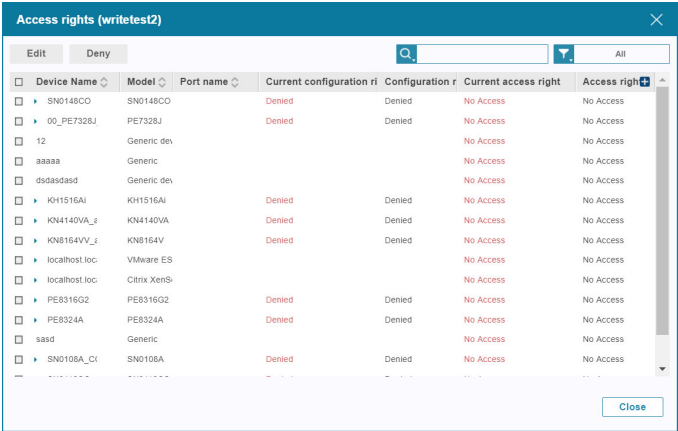 Access rights (writetest2)
Edit Deny All
Device Name Model Port name Current configuration ri Configuration r Current access right Access righ
SN0148CO SN0148CO Denied Denied No Access No Access
00_PE7328J PE7328J Denied Denied No Access No Access
12 Generic dev No Access No Access
aaaaa Generic No Access No Access
dsdasdasd Generic dev No Access No Access
KH1516Ai KH1516Ai Denied Denied No Access No Access
KN4140VA_a KN4140VA Denied Denied No Access No Access
KN8164VV_a KN8164V Denied Denied No Access No Access
localhost.loc VMware ES No Access No Access
localhost.loc Citrix XenS No Access No Access
PE8316G2 PE8316G2 Denied Denied No Access No Access
PE8324A PE8324A Denied Denied No Access No Access
sasd Generic No Access No Access
SN0108A_C SN0108A Denied Denied No Access No Access
Close